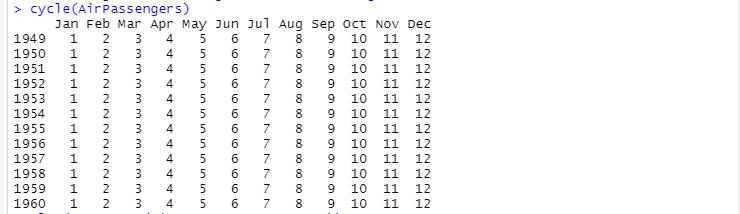 > cycle(AirPassengers)
     Jan Feb Mar Apr May Jun Jul Aug Sep Oct Nov Dec
1949   1   2   3   4   5   6   7   8   9  10  11  12
1950   1   2   3   4   5   6   7   8   9  10  11  12
1951   1   2   3   4   5   6   7   8   9  10  11  12
1952   1   2   3   4   5   6   7   8   9  10  11  12
1953   1   2   3   4   5   6   7   8   9  10  11  12
1954   1   2   3   4   5   6   7   8   9  10  11  12
1955   1   2   3   4   5   6   7   8   9  10  11  12
1956   1   2   3   4   5   6   7   8   9  10  11  12
1957   1   2   3   4   5   6   7   8   9  10  11  12
1958   1   2   3   4   5   6   7   8   9  10  11  12
1959   1   2   3   4   5   6   7   8   9  10  11  12
1960   1   2   3   4   5   6   7   8   9  10  11  12